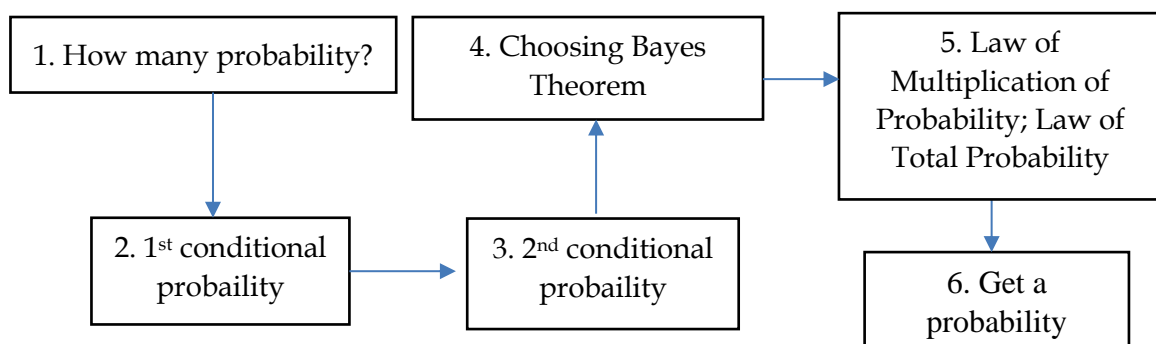 1. How many probability?
2. 1st conditional
probaility
3. 2nd conditional
probaility
4. Choosing Bayes
Theorem
5. Law of
Multiplication of
Probability; Law of
Total Probability
6. Get a
probability